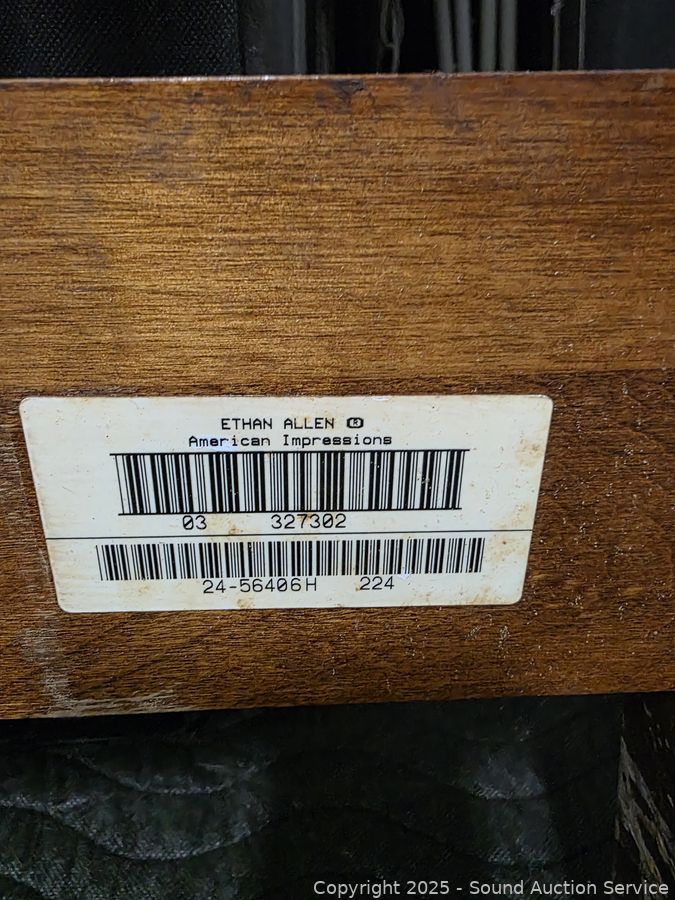 ETHAN ALLEN ®
American Impressions
03 327302
24-56406H 224
Copyright 2025 - Sound Auction Service